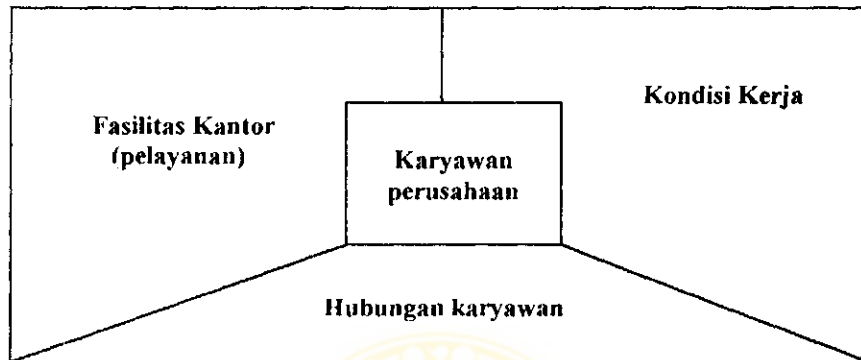 Fasilitas Kantor
(pelayanan)
Kondisi Kerja
Karyawan
perusahaan
Hubungan karyawan